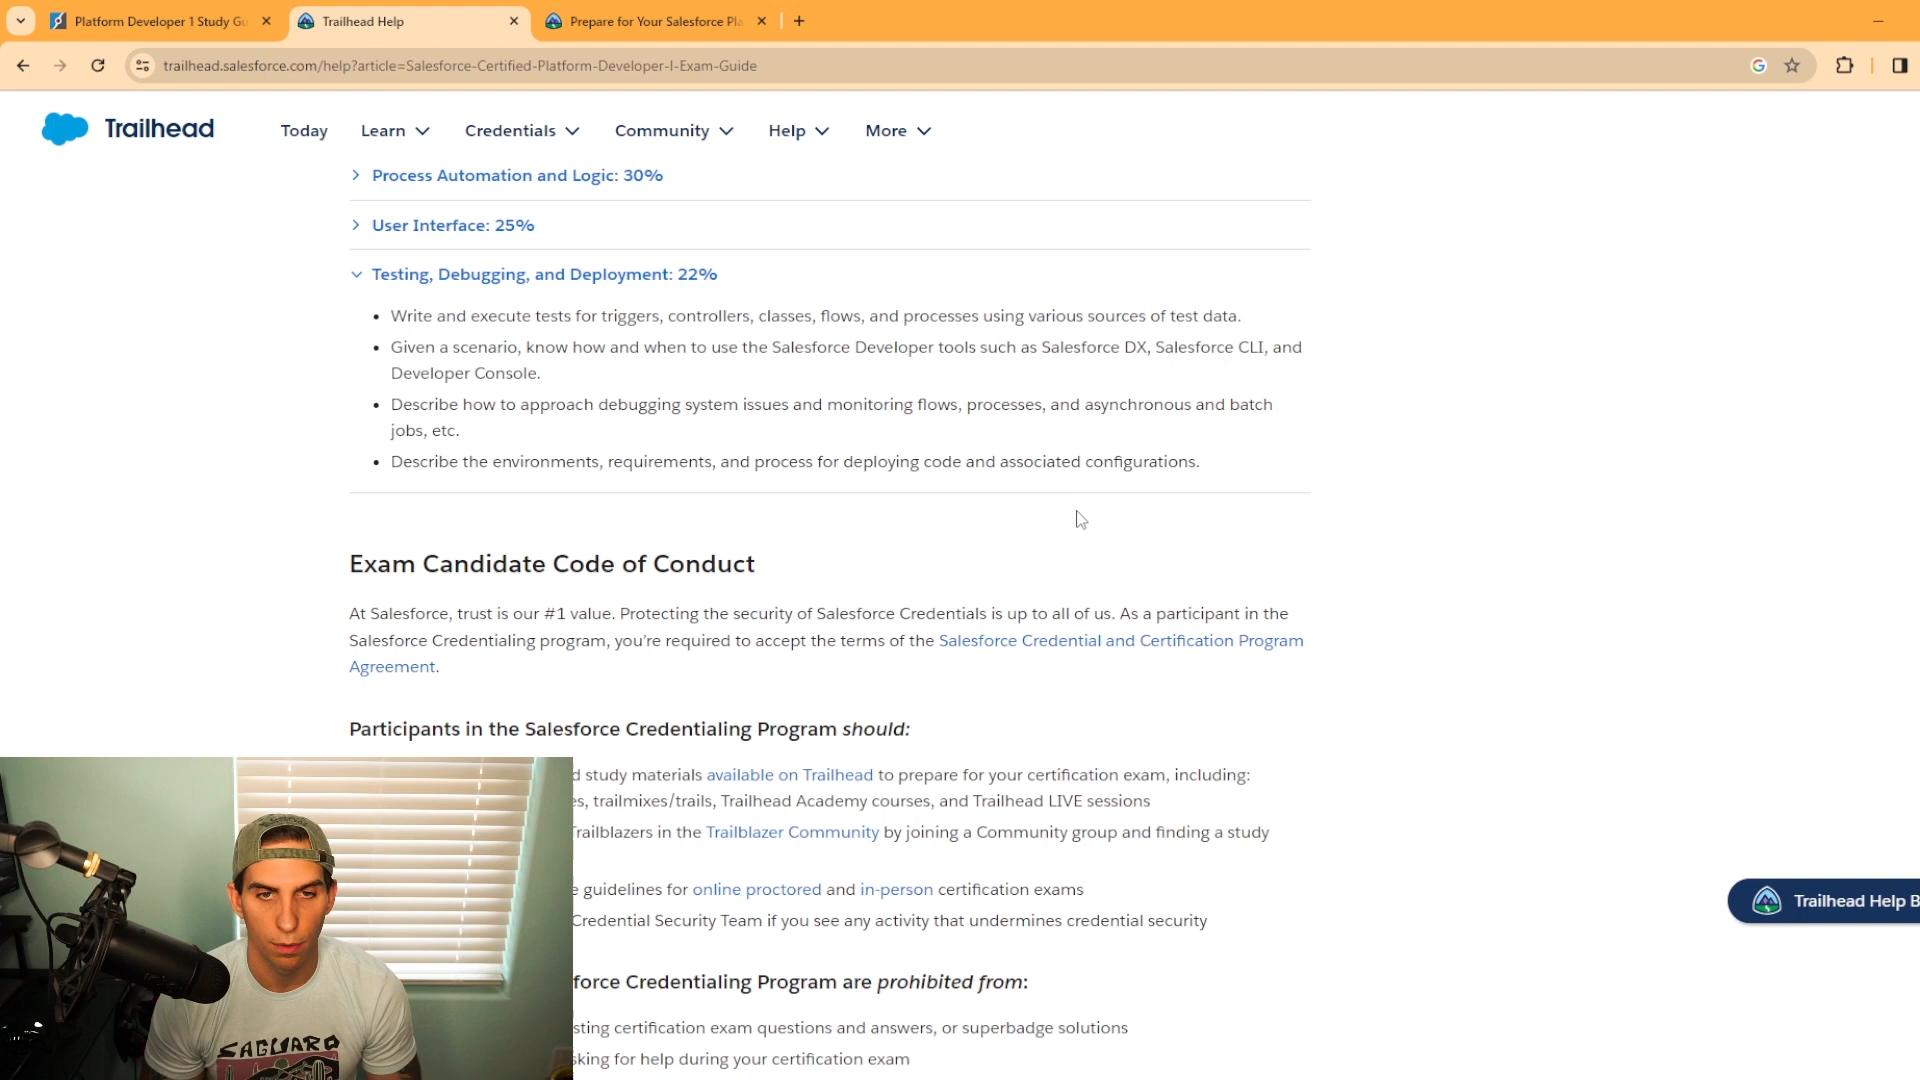 Platform Developer 1 Study Gu
Trailhead Help
Prepare for Your Salesforce Pla
trailhead.salesforce.com/help?article=Salesforce-Certified-Platform-Developer-I-Exam-Guide
Trailhead
Today
Learn
Credentials
Community
Help
More
Process Automation and Logic: 30%
User Interface: 25%
Testing, Debugging, and Deployment: 22%
• Write and execute tests for triggers, controllers, classes, flows, and processes using various sources of test data.
• Given a scenario, know how and when to use the Salesforce Developer tools such as Salesforce DX, Salesforce CLI, and
Developer Console.
• Describe how to approach debugging system issues and monitoring flows, processes, and asynchronous and batch
jobs, etc.
• Describe the environments, requirements, and process for deploying code and associated configurations.
Exam Candidate Code of Conduct
At Salesforce, trust is our #1 value. Protecting the security of Salesforce Credentials is up to all of us. As a participant in the
Salesforce Credentialing program, you're required to accept the terms of the Salesforce Credential and Certification Program
Agreement.
Participants in the Salesforce Credentialing Program should:
d study materials available on Trailhead to prepare for your certification exam, including:
es, trailmixes/trails, Trailhead Academy courses, and Trailhead LIVE sessions
Trailblazers in the Trailblazer Community by joining a Community group and finding a study
e guidelines for online proctored and in-person certification exams
Credential Security Team if you see any activity that undermines credential security
Trailhead Help B
force Credentialing Program are prohibited from:
sting certification exam questions and answers, or superbadge solutions
sking for help during your certification exam
SAGUARO